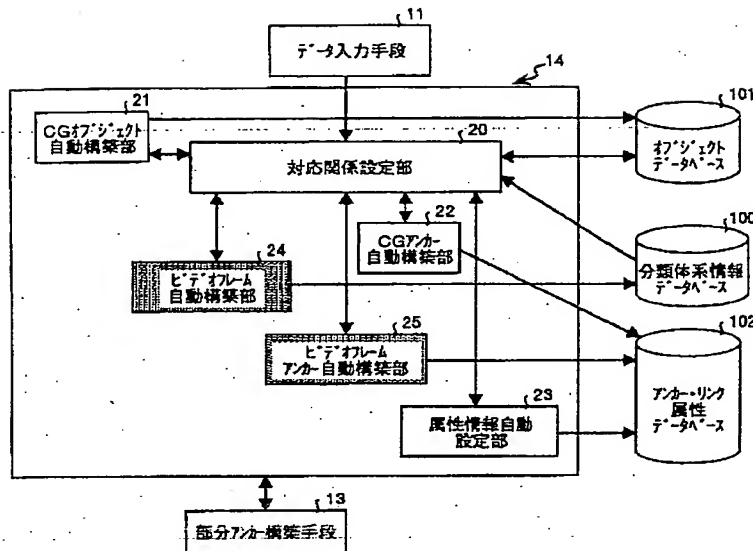 11
データ入力手段
14
21
CGオブジェクト
自動構築部
20
対応関係設定部
101
オブジェクト
データベース
22
CGアンカー
自動構築部
100
分類体系情報
データベース
24
ビデオフレーム
自動構築部
25
ビデオフレーム
アンカー自動構築部
102
アンカー・リンク
属性
データベース
23
属性情報自動
設定部
13
部分アンカー構築手段